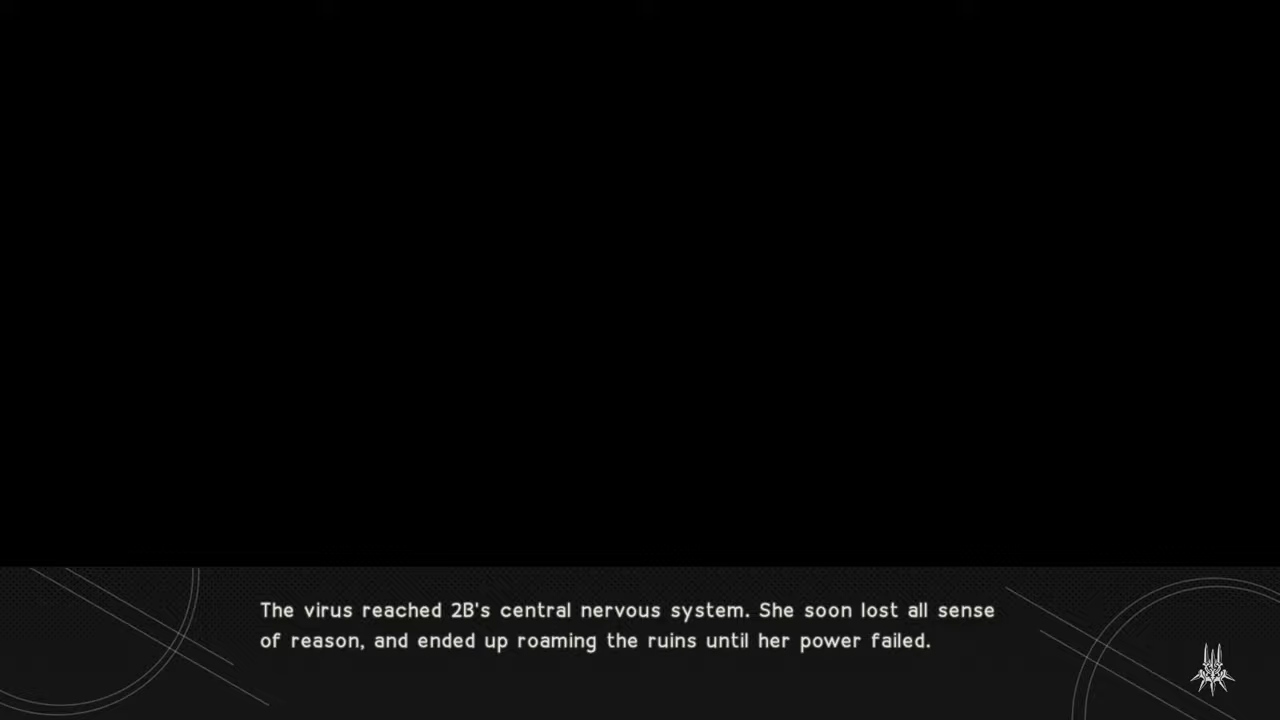 The virus reached 2B's central nervous system. She soon lost all sense
of reason, and ended up roaming the ruins until her power failed.